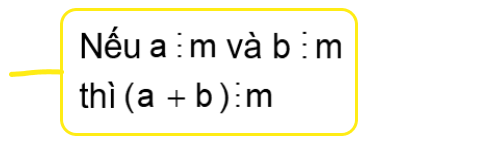 Nếu a ⋮ m và b ⋮ m
thì (a + b)⋮m